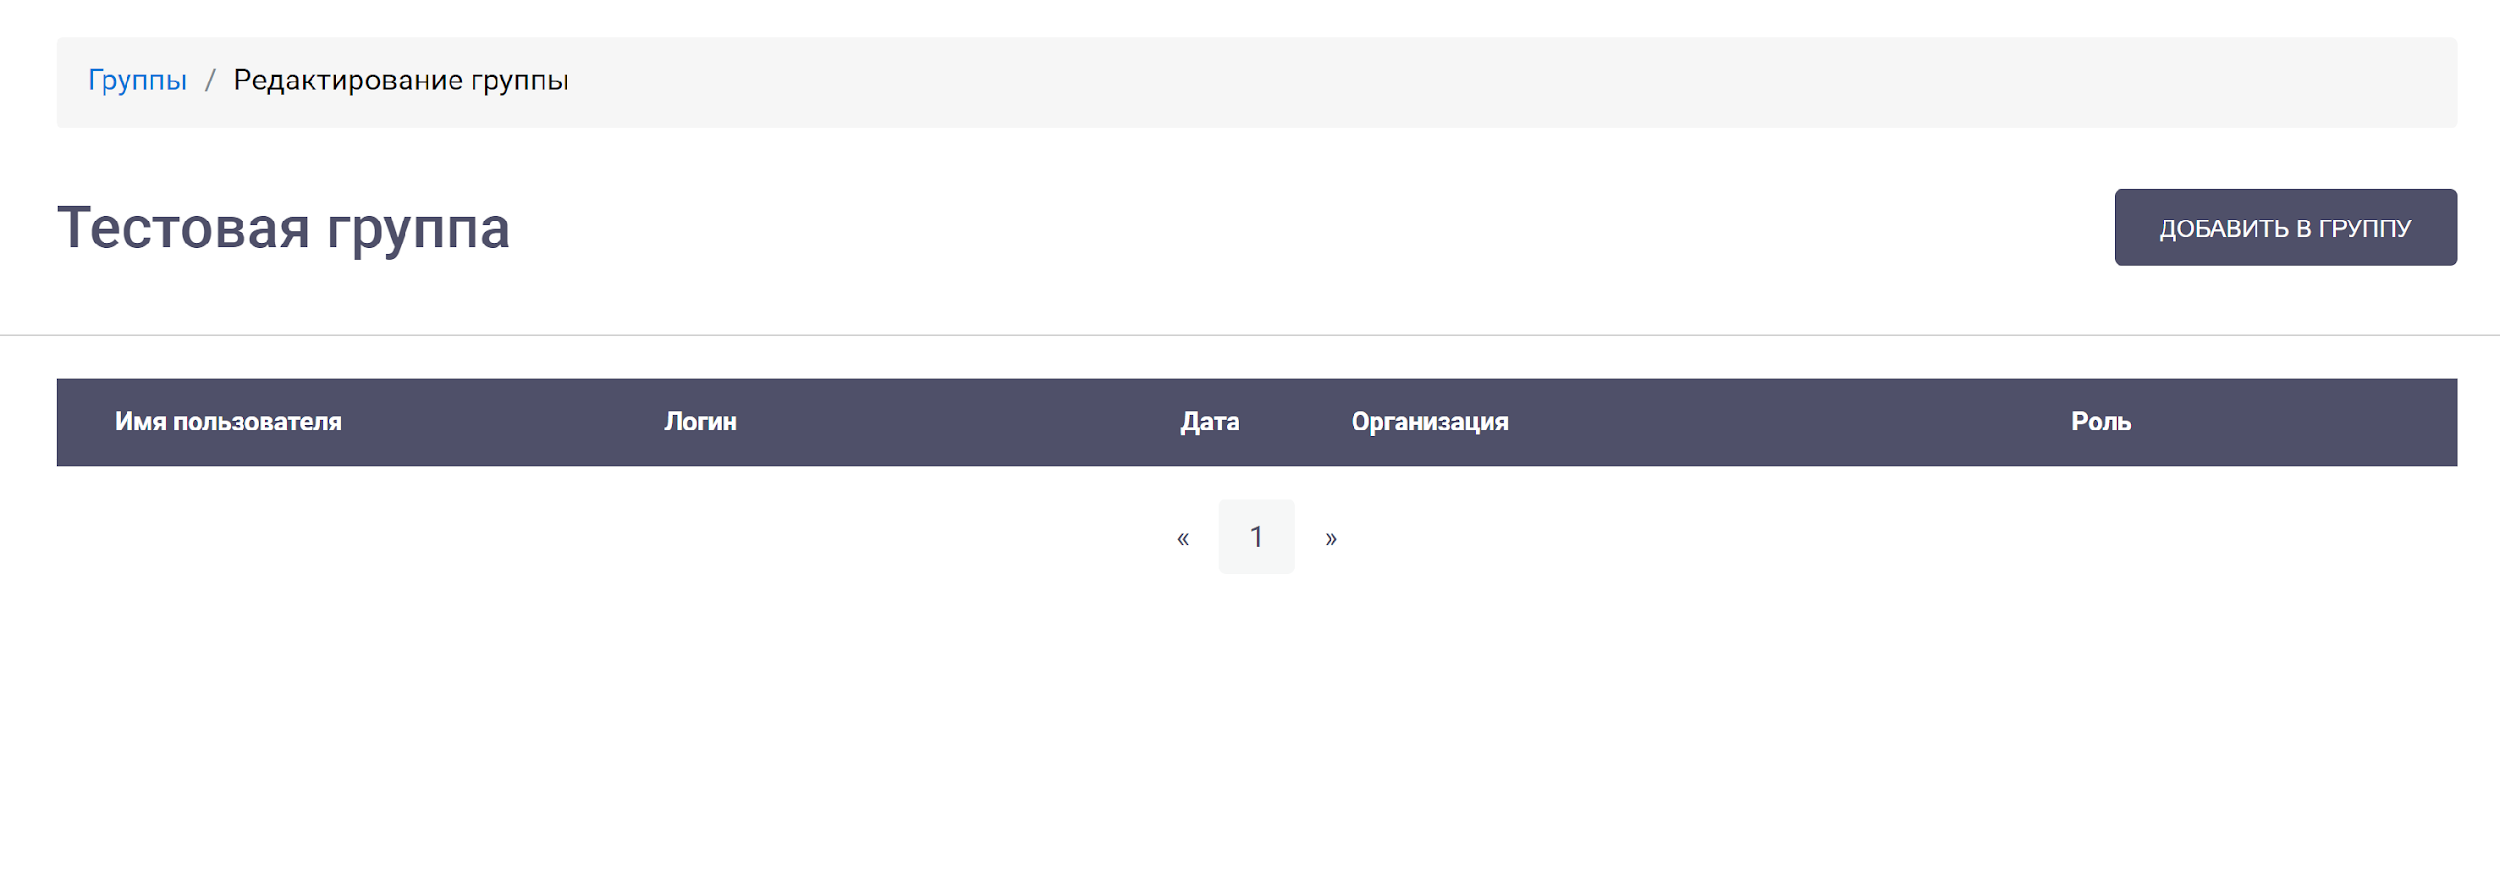 Группы / Редактирование группы
Тестовая группа
ДОБАВИТЬ В ГРУППУ
Имя пользователя Логин Дата Организация Роль
« 1 »